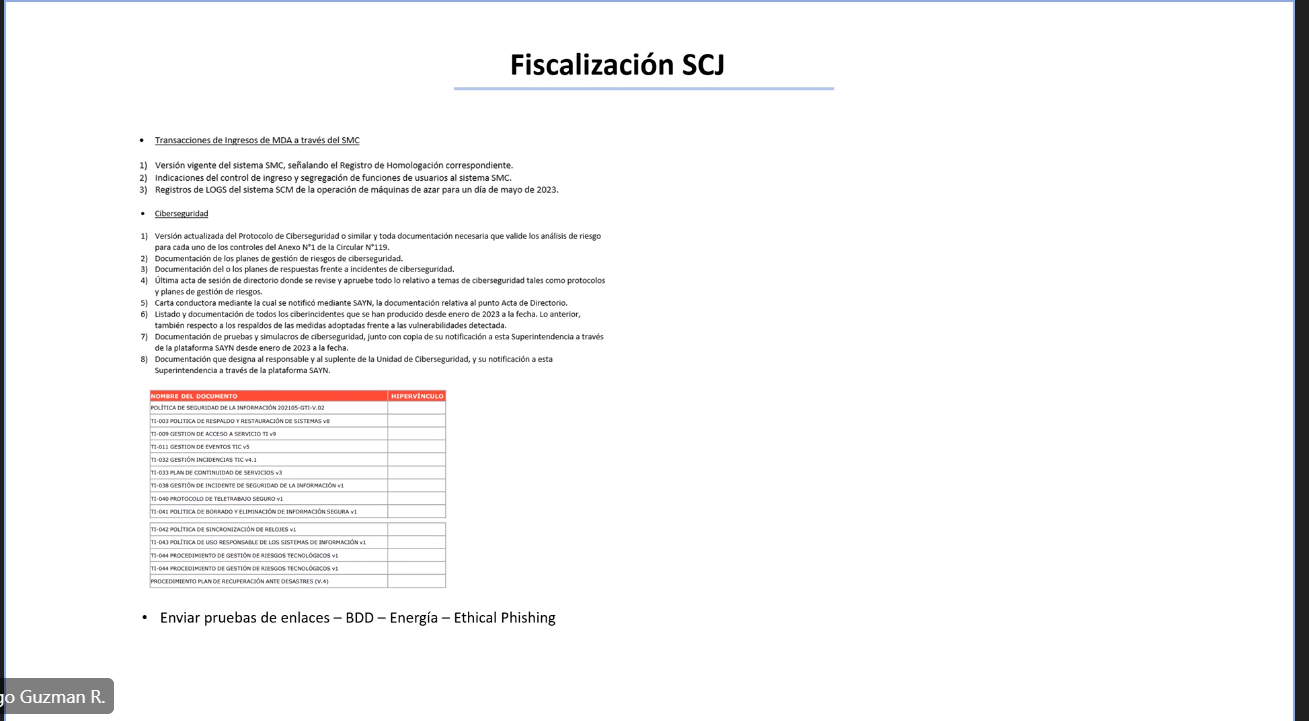 Fiscalización SCJ
• Transacciones de Ingresos de MDA a través del SMC
1) Versión vigente del sistema SMC, señalando el Registro de Homologación correspondiente.
2) Indicaciones del control de ingreso y segregación de funciones de usuarios al sistema SMC.
3) Registros de LOGS del sistema SCM de la operación de máquinas de azar para un día de mayo de 2023.
• Ciberseguridad
1) Versión actualizada del Protocolo de Ciberseguridad o similar y toda documentación necesaria que valide los análisis de riesgo
para cada uno de los controles del Anexo N°1 de la Circular N°119.
2) Documentación de los planes de gestión de riesgos de ciberseguridad.
3) Documentación del o los planes de respuestas frente a incidentes de ciberseguridad.
4) Última acta de sesión de directorio donde se revise y apruebe todo lo relativo a temas de ciberseguridad tales como protocolos
y planes de gestión de riesgos.
5) Carta conductora mediante la cual se notificó mediante SAYN, la documentación relativa al punto Acta de Directorio.
6) Listado y documentación de todos los ciberincidentes que se han producido desde enero de 2023 a la fecha. Lo anterior,
también respecto a los respaldos de las medidas adoptadas frente a las vulnerabilidades detectada.
7) Documentación de pruebas y simulacros de ciberseguridad, junto con copia de su notificación a esta Superintendencia a través
de la plataforma SAYN desde enero de 2023 a la fecha.
8) Documentación que designa al responsable y al suplente de la Unidad de Ciberseguridad, y su notificación a esta
Superintendencia a través de la plataforma SAYN.
NOMBRE DEL DOCUMENTO HIPERVÍNCULO
POLÍTICA DE SEGURIDAD DE LA INFORMACIÓN 202105-GTI-V.02
TI-003 POLITICA DE RESPALDO Y RESTAURACIÓN DE SISTEMAS v8
TI-009 GESTION DE ACCESO A SERVICIO TI v9
TI-011 GESTION DE EVENTOS TIC v5
TI-032 GESTIÓN INCIDENCIAS TIC v4.1
TI-033 PLAN DE CONTINUIDAD DE SERVICIOS v3
TI-038 GESTIÓN DE INCIDENTE DE SEGURIDAD DE LA INFORMACIÓN v1
TI-040 PROTOCOLO DE TELETRABAJO SEGURO v1
TI-041 POLITICA DE BORRADO Y ELIMINACIÓN DE INFORMACIÓN SEGURA v1
TI-042 POLÍTICA DE SINCRONIZACIÓN DE RELOJES v1
TI-043 POLÍTICA DE USO RESPONSABLE DE LOS SISTEMAS DE INFORMACIÓN v1
TI-044 PROCEDIMIENTO DE GESTIÓN DE RIESGOS TECNOLÓGICOS v1
TI-044 PROCEDIMIENTO DE GESTIÓN DE RIESGOS TECNOLÓGICOS v1
PROCEDIMIENTO PLAN DE RECUPERACIÓN ANTE DESASTRES (V.4)
• Enviar pruebas de enlaces – BDD – Energía – Ethical Phishing
go Guzman R.